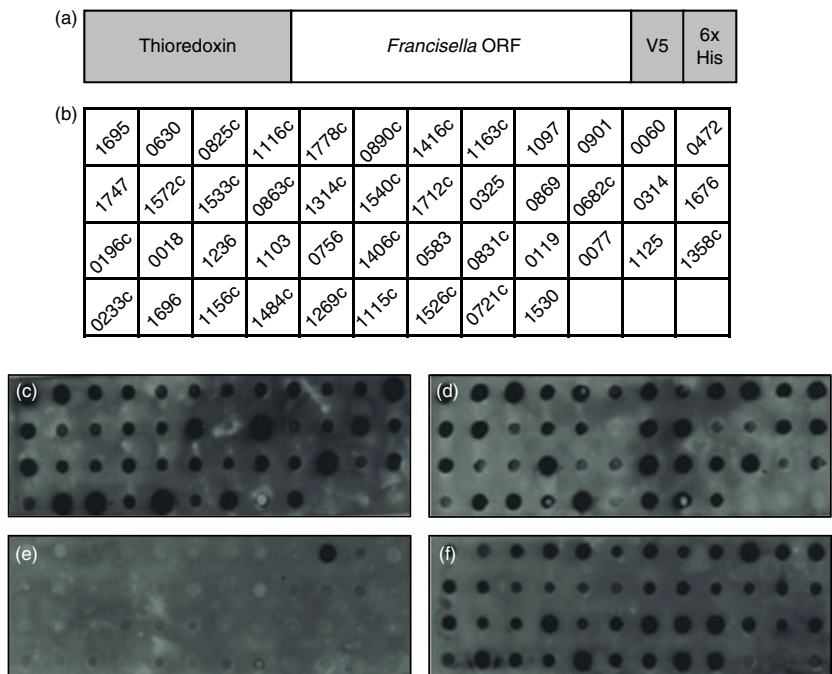 (a)
Thioredoxin Francisella ORF V5 6x His
(b)
1695 0630 0825c 1116c 1778c 0890c 1416c 1163c 1097 0901 0060 0472
1747 1572c 1533c 0863c 1314c 1540c 1712c 0325 0869 0682c 0314 1676
0196c 0018 1236 1103 0756 1406c 0583 0831c 0119 0077 1125 1358c
0233c 1696 1156c 1484c 1269c 1115c 1526c 0721c 1530
(c) (d)
(e) (f)